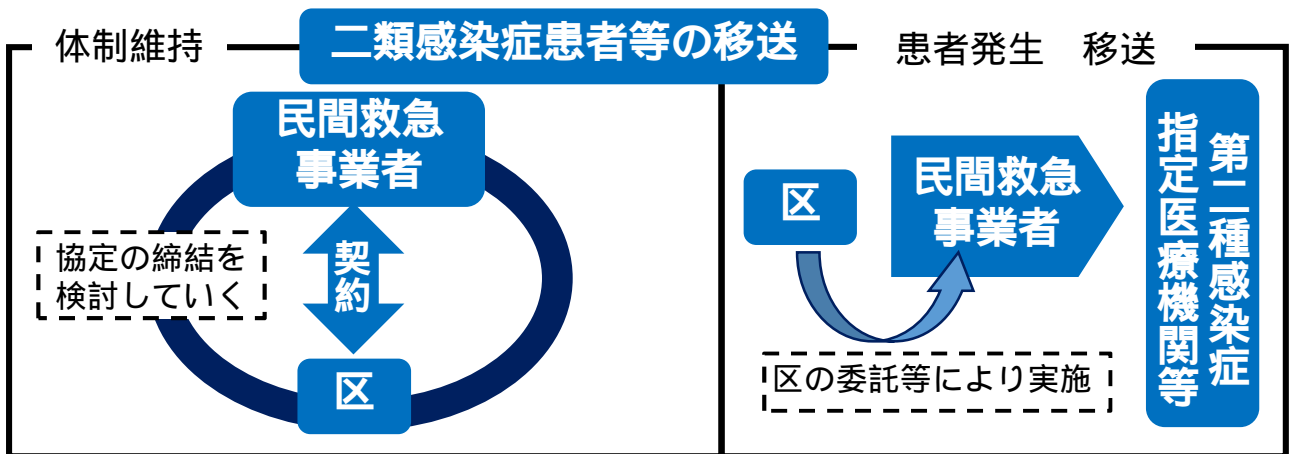 二類感染症患者等の移送
体制維持
民間救急
事業者
契約
協定の締結を
検討していく
区
患者発生　移送
区
民間救急
事業者
区の委託等により実施
第二種感染症
指定医療機関等